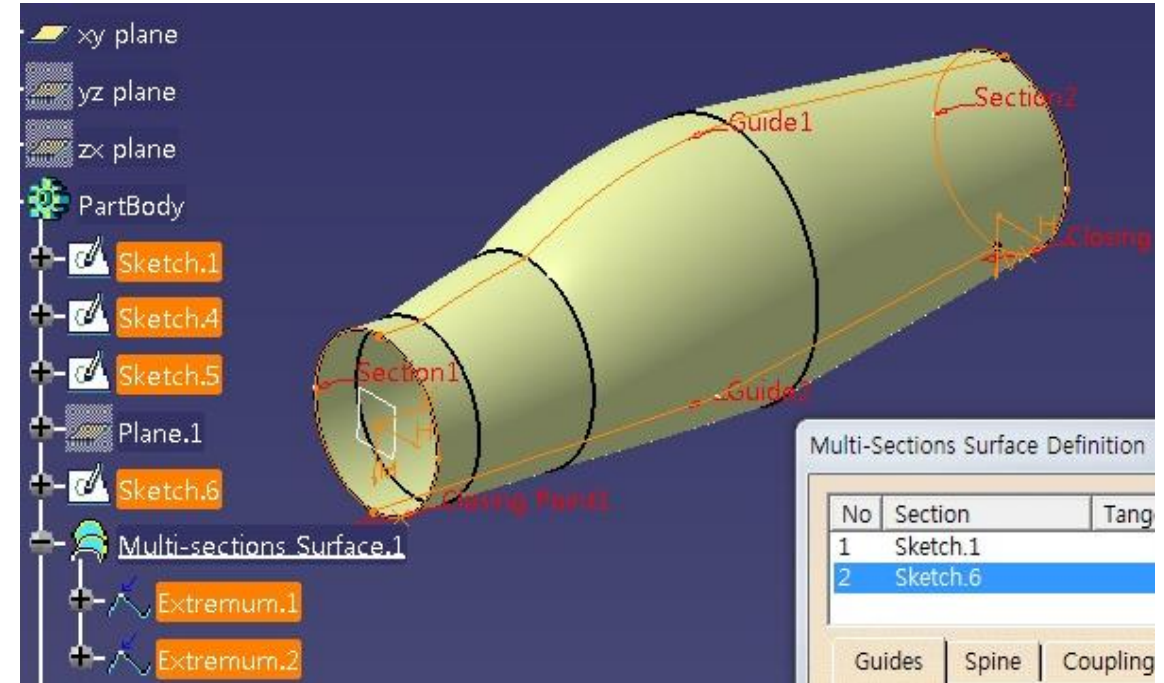 xy plane
yz plane
zx plane
PartBody
Sketch.1
Sketch.4
Sketch.5
Plane.1
Sketch.6
Multi-sections Surface.1
Extremum.1
Extremum.2
Section2
Guide1
Closing
Section1
Guide2
Closing Point1
H
H
Multi-Sections Surface Definition
No Section Tang
1 Sketch.1
2 Sketch.6
Guides Spine Coupling